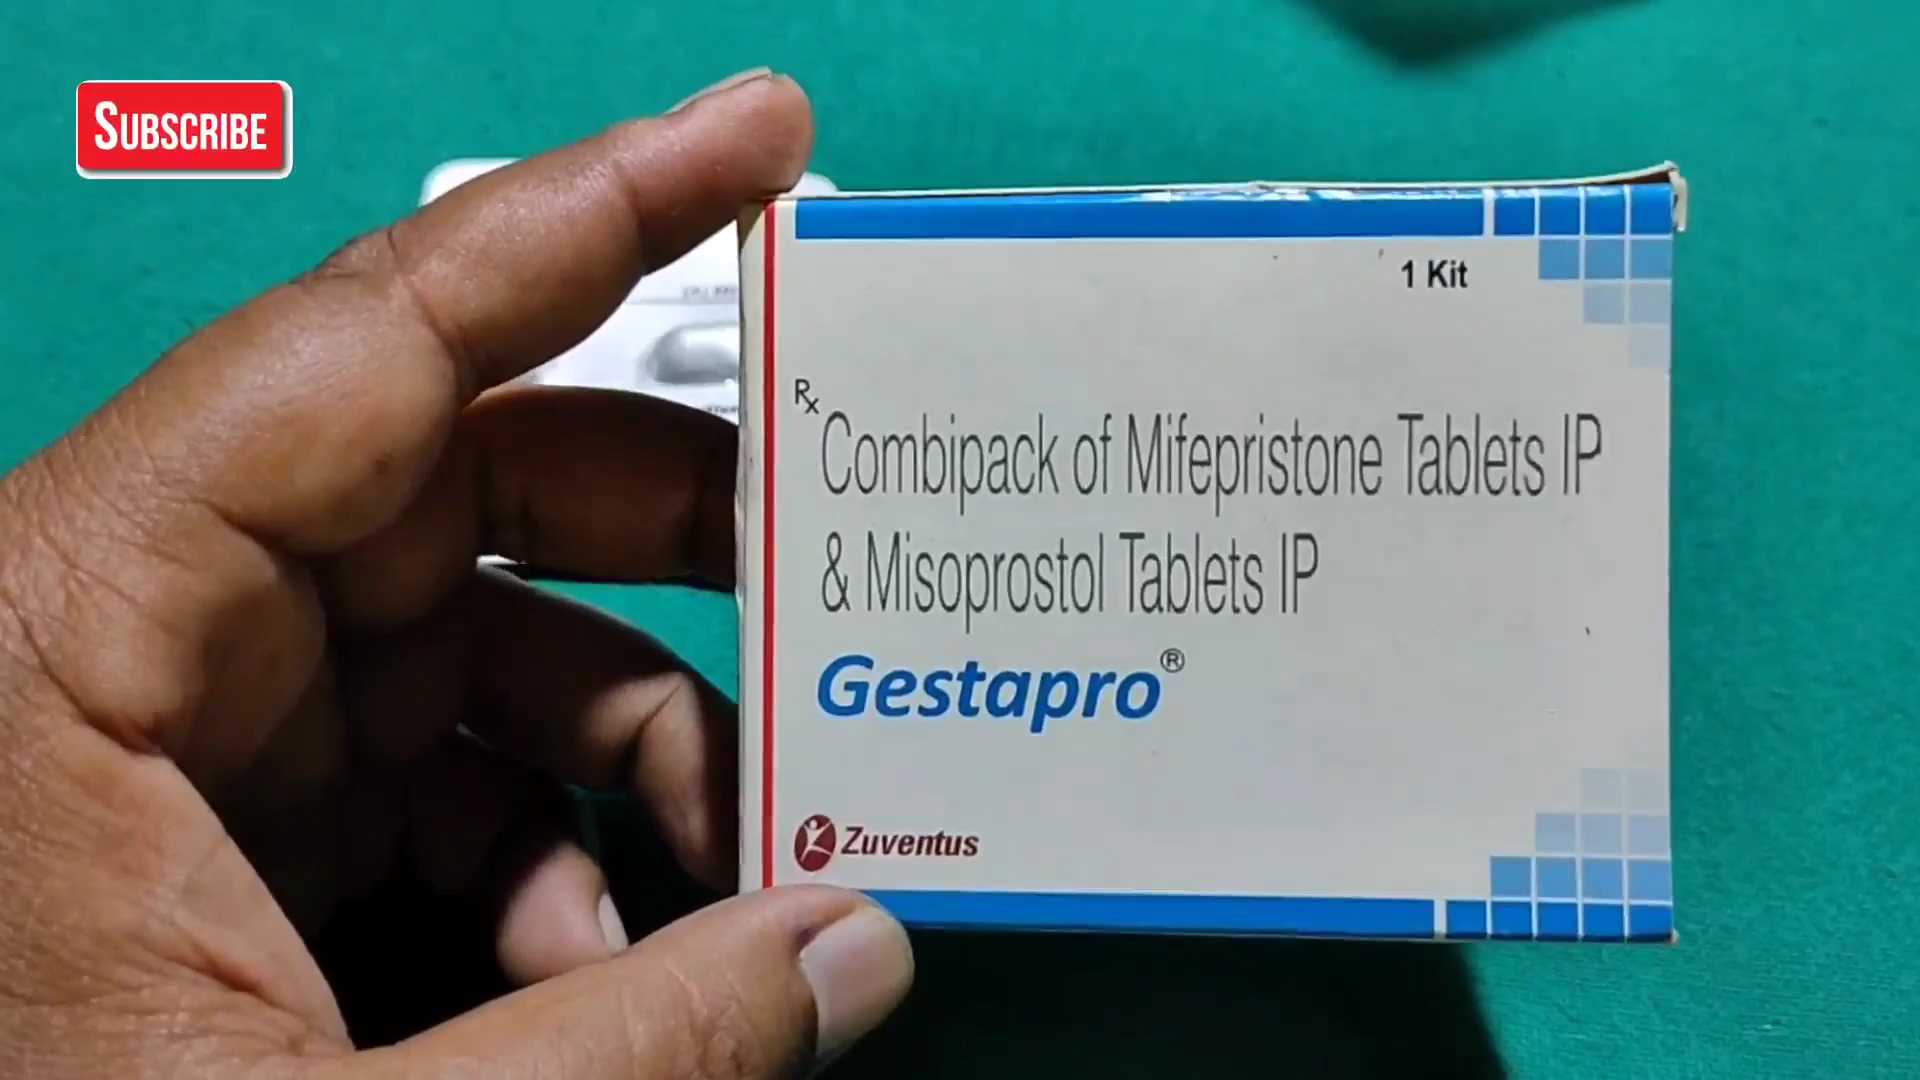 SUBSCRIBE
1 Kit
Rx
Combipack of Mifepristone Tablets IP
& Misoprostol Tablets IP
Gestapro®
Zuventus